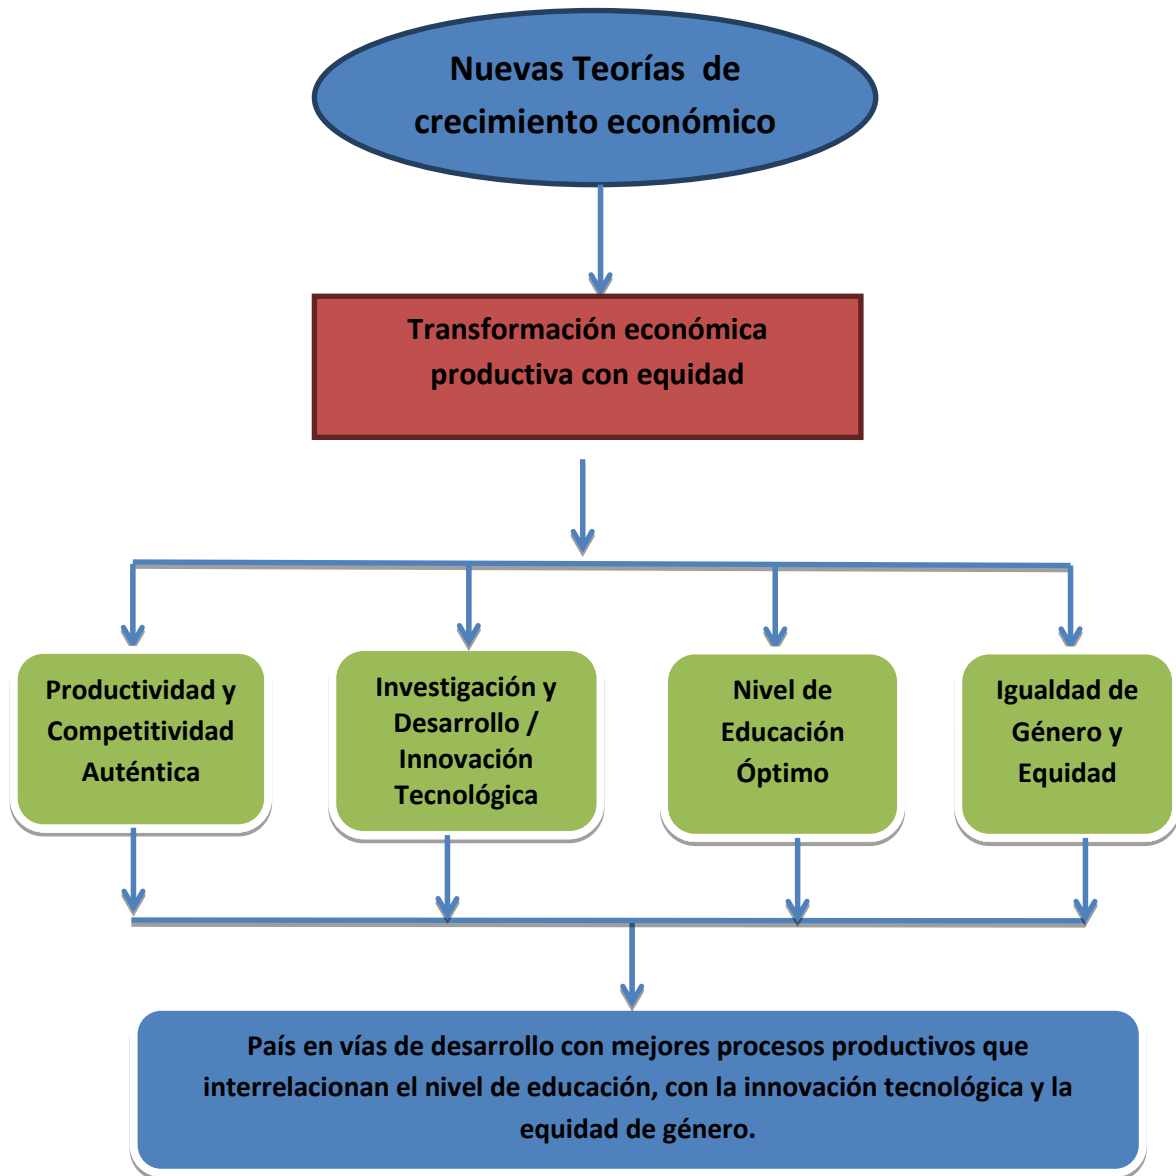 Nuevas Teorías de
crecimiento económico
Transformación económica
productiva con equidad
Productividad y
Competitividad
Auténtica
Investigación y
Desarrollo /
Innovación
Tecnológica
Nivel de
Educación
Óptimo
Igualdad de
Género y
Equidad
País en vías de desarrollo con mejores procesos productivos que
interrelacionan el nivel de educación, con la innovación tecnológica y la
equidad de género.